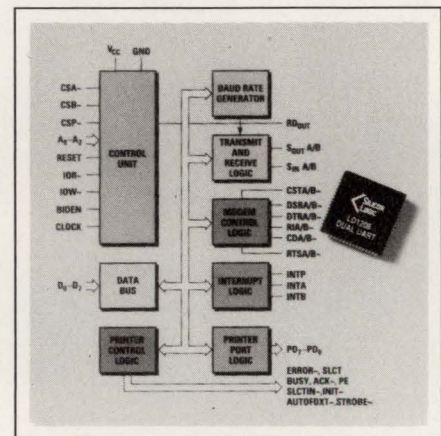 VCC GND
CSA-
CSB-
CSP-
A0-A2
RESET
IOR-
IOW-
BIDEN
CLOCK
CONTROL
UNIT
BAUD RATE
GENERATOR
RDOUT
TRANSMIT
AND
RECEIVE
LOGIC
SOUT A/B
SIN A/B
MODEM
CONTROL
LOGIC
CSTA/B-
DSRA/B-
DTRA/B-
RIA/B-
CDA/B-
RTSA/B-
SILICON
LOGIC
DUAL DART
D0-D7
DATA
BUS
INTERRUPT
LOGIC
INTP
INTA
INTB
PRINTER
CONTROL
LOGIC
PRINTER
PORT
LOGIC
PD7-PD0
ERROR-, SLCT
BUSY, ACK-, PE
SLCTIN-, INIT-
AUTOFDXT-, STROBE-